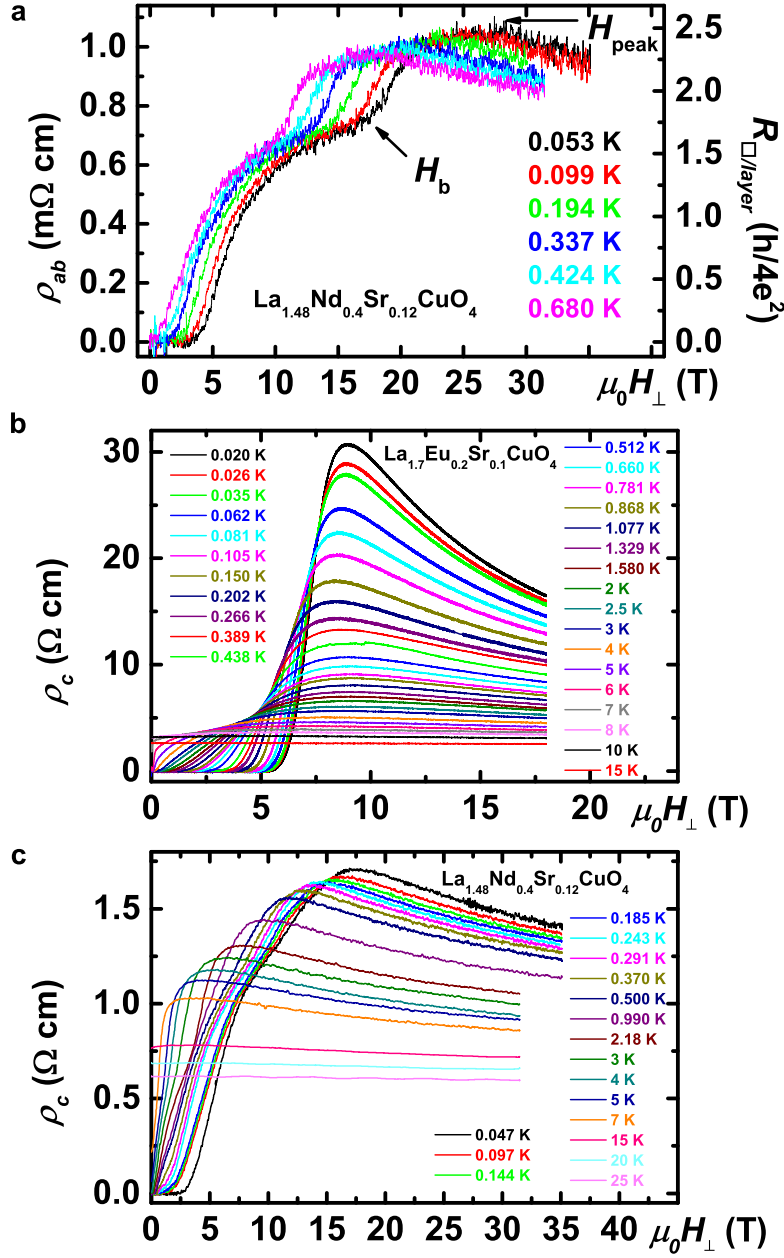 a
1.0
0.8
0.6
0.4
0.2
0.0
ρab (mΩ cm)
Hpeak
Hb
0.053 K
0.099 K
0.194 K
0.337 K
0.424 K
0.680 K
La1.48Nd0.4Sr0.12CuO4
2.5
2.0
1.5
1.0
2.5
0.0
R□/layer (h/4e2)
0 5 10 15 20 25 30
μ0H⊥ (T)
b
30
20
10
0
ρc (Ω cm)
0.020 K
0.026 K
0.035 K
0.062 K
0.081 K
0.105 K
0.150 K
0.202 K
0.266 K
0.389 K
0.438 K
La1.7Eu0.2Sr0.1CuO4
0.512 K
0.660 K
0.781 K
0.868 K
1.077 K
1.329 K
1.580 K
2 K
2.5 K
3 K
4 K
5 K
6 K
7 K
8 K
10 K
15 K
0 5 10 15 20
μ0H⊥ (T)
c
1.5
1.0
0.5
0.0
ρc (Ω cm)
La1.48Nd0.4Sr0.12CuO4
0.185 K
0.243 K
0.291 K
0.370 K
0.500 K
0.990 K
2.18 K
3 K
4 K
5 K
7 K
15 K
20 K
25 K
0.047 K
0.097 K
0.144 K
0 5 10 15 20 25 30 35 40
μ0H⊥ (T)